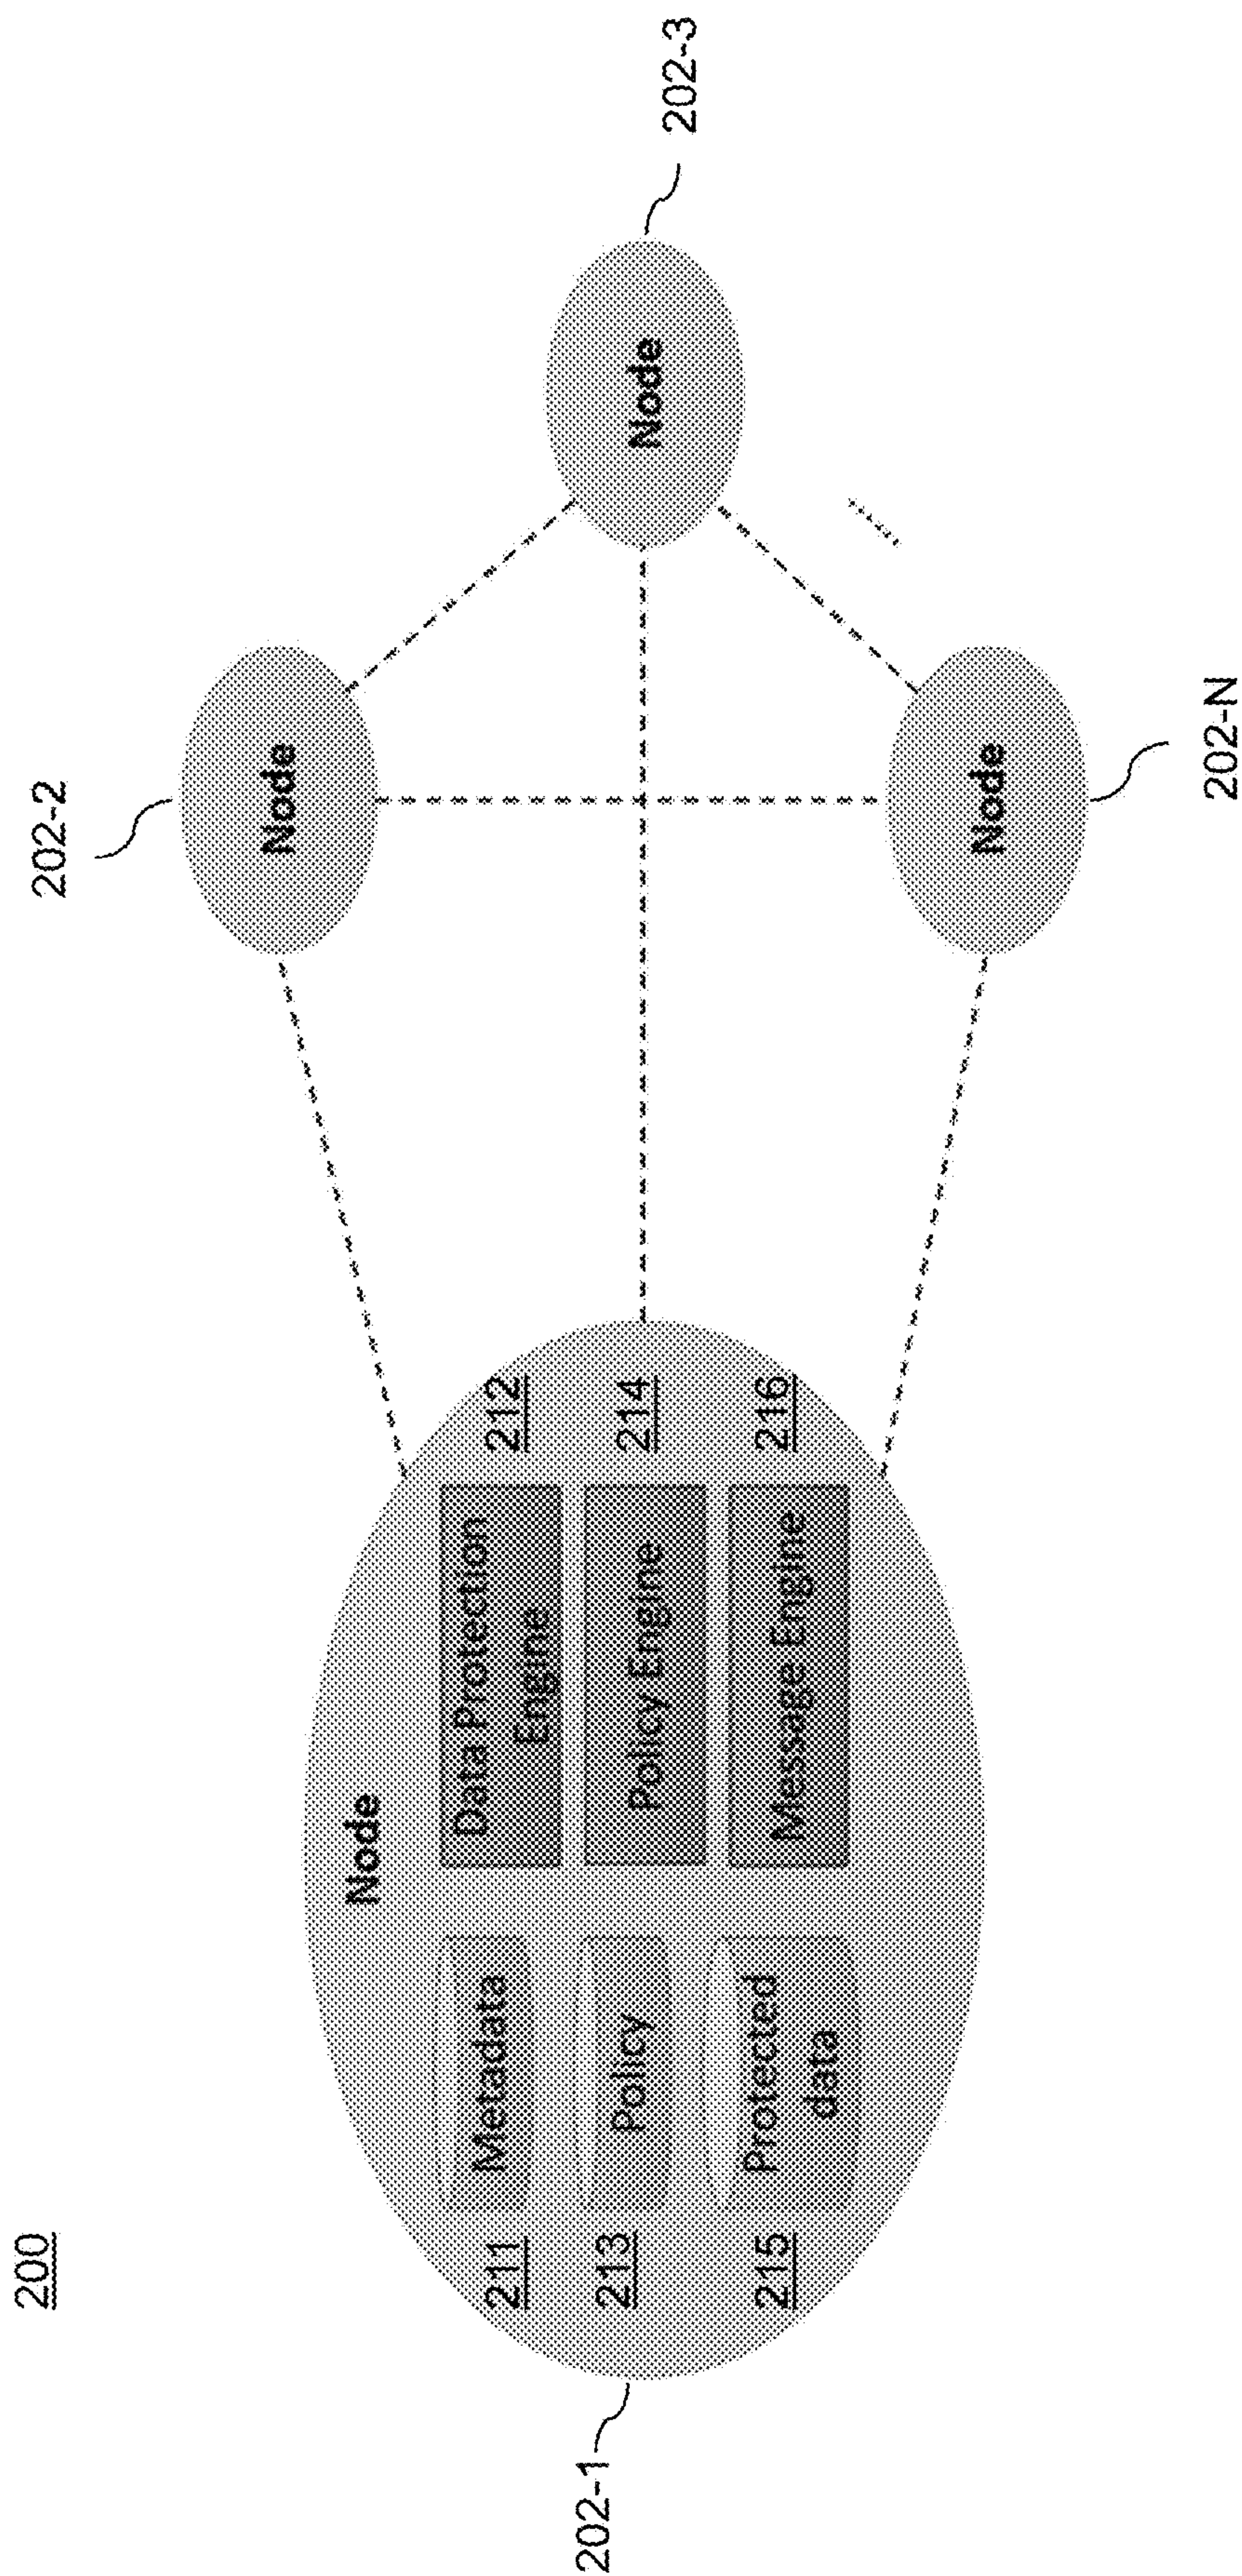 200
202-1
Node
211
Metadata
Data Protection
Engine
212
213
Policy
Policy Engine
214
215
Protected
data
Message Engine
216
202-2
Node
Node
202-3
Node
202-N